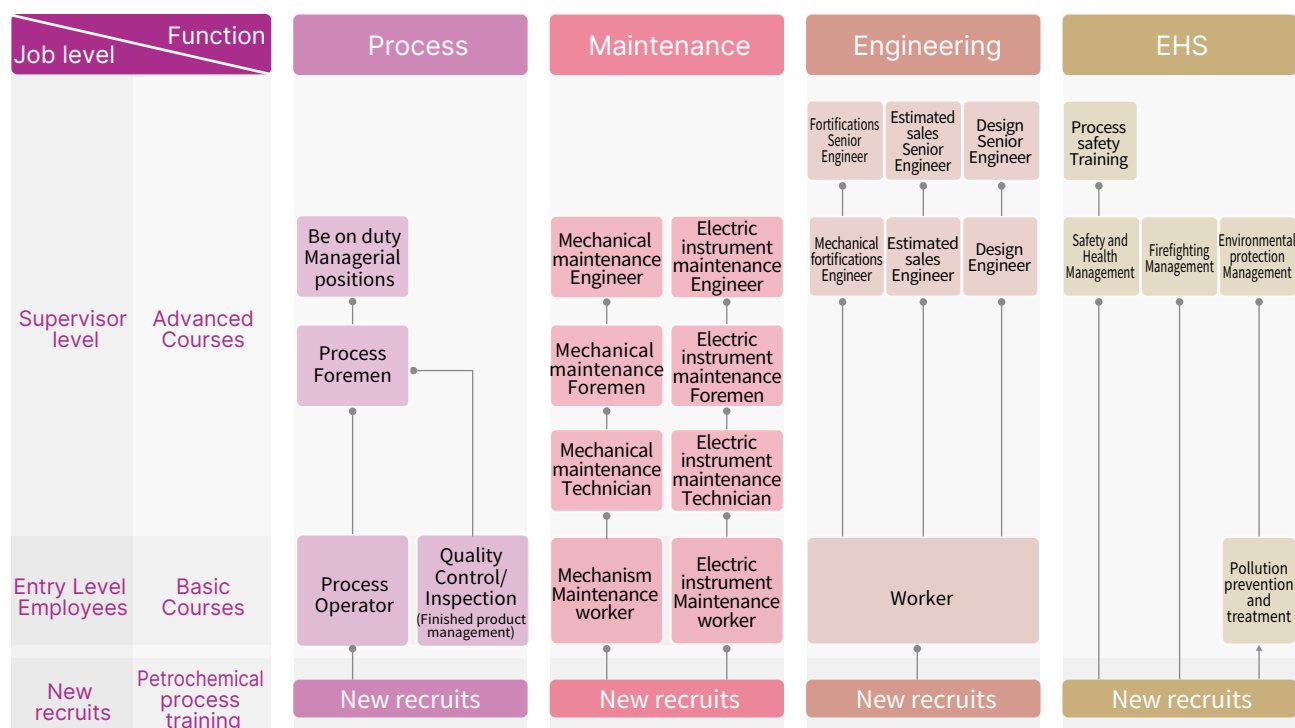 Function
Job level
Process
Maintenance
Engineering
EHS
Fortifications
Senior
Engineer
Estimated
sales
Senior
Engineer
Design
Senior
Engineer
Process
safety
Training
Be on duty
Managerial
positions
Mechanical
maintenance
Engineer
Electric
instrument
maintenance
Engineer
Mechanical
fortifications
Engineer
Estimated
sales
Engineer
Design
Engineer
Safety and
Health
Management
Firefighting
Management
Environmental
protection
Management
Supervisor
level
Advanced
Courses
Process
Foremen
Mechanical
maintenance
Foremen
Electric
instrument
maintenance
Foremen
Mechanical
maintenance
Technician
Electric
instrument
maintenance
Technician
Entry Level
Employees
Basic
Courses
Process
Operator
Quality
Control/
Inspection
(Finished product
management)
Mechanism
Maintenance
worker
Electric
instrument
Maintenance
worker
Worker
Pollution
prevention
and
treatment
New
recruits
Petrochemical
process
training
New recruits
New recruits
New recruits
New recruits